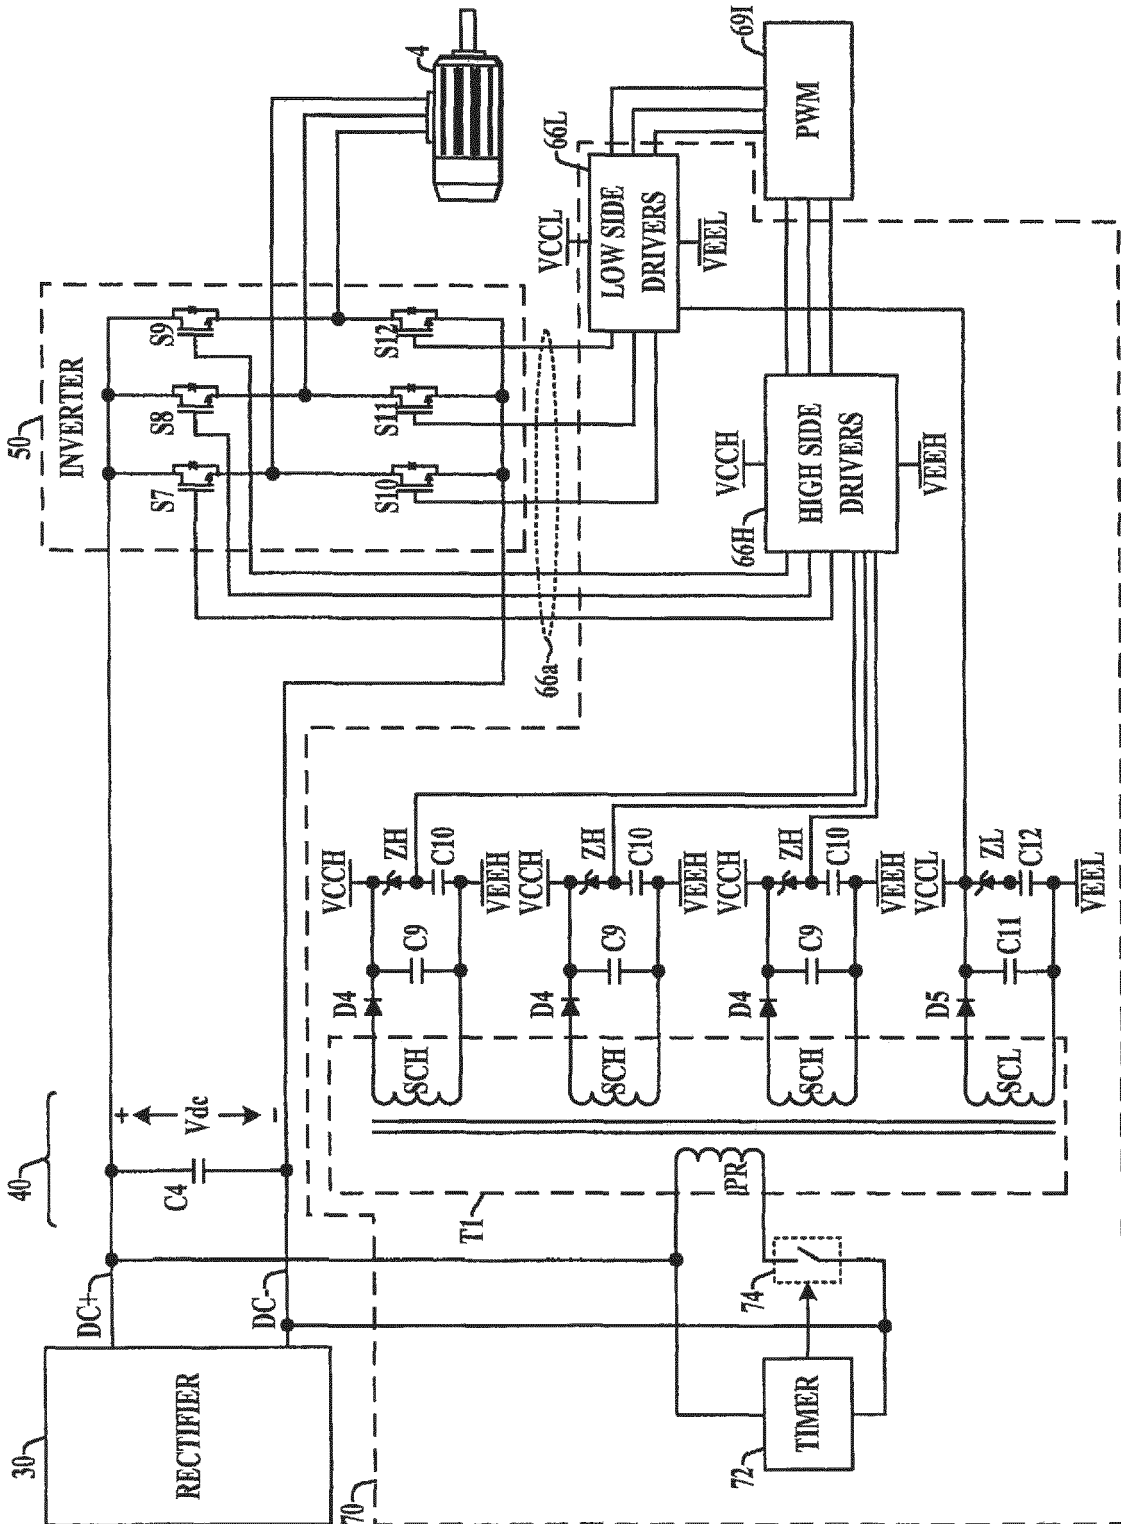 30
RECTIFIER
DC+
DC-
40
C4
+
Vdc
-
50
INVERTER
S7
S8
S9
S10
S11
S12
4
66a
70
72
TIMER
74
T1
PR
SCH
D4
C9
VCCH
ZH
C10
VEEH
SCH
D4
C9
VCCH
ZH
C10
VEEH
SCH
D4
C9
VCCH
ZH
C10
VEEH
SCL
D5
C11
VCCL
ZL
C12
VEEL
66H
VCCH
HIGH SIDE
DRIVERS
VEEH
66L
VCCL
LOW SIDE
DRIVERS
VEEL
69I
PWM